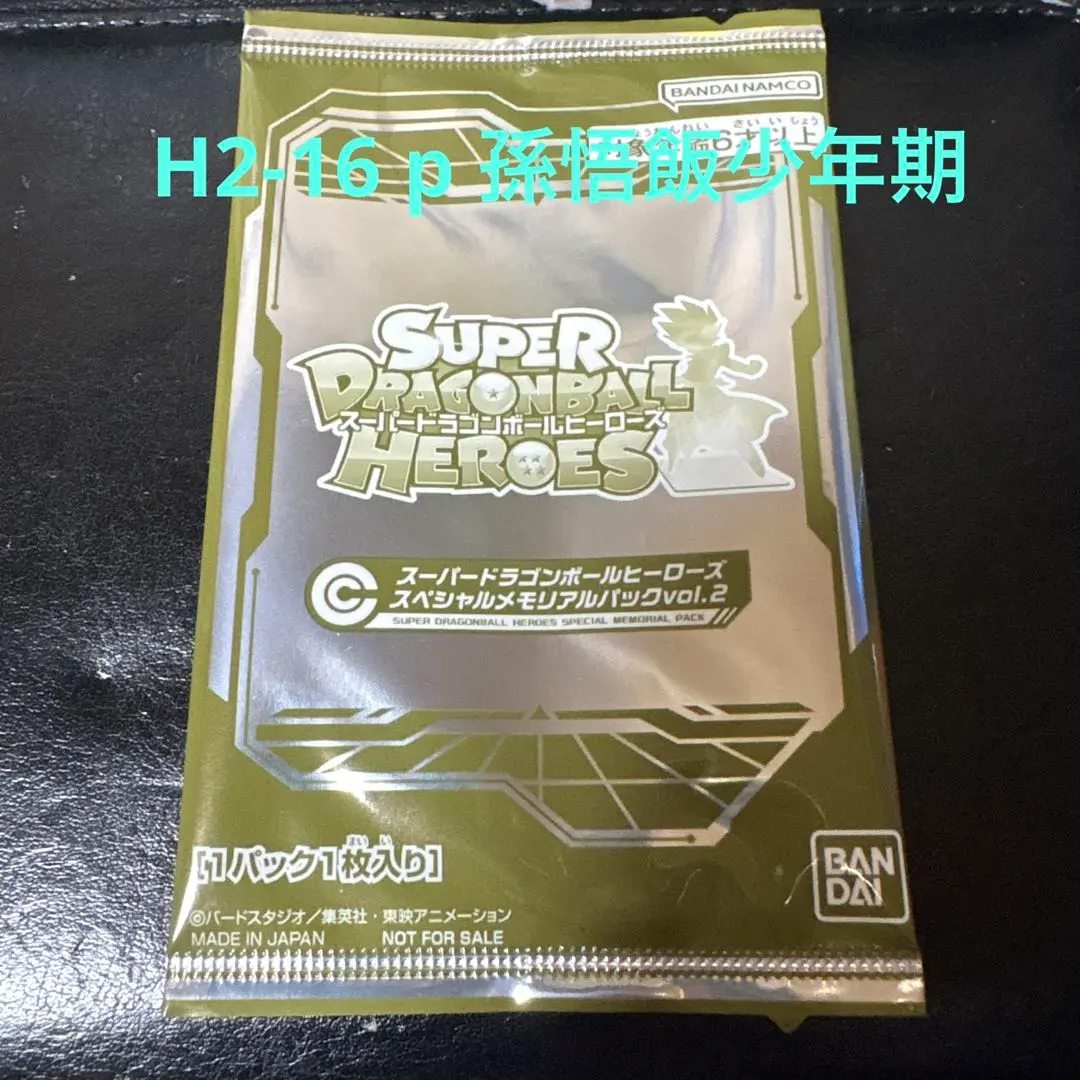 BANDAI NAMCO
H2-16 p 孫悟飯少年期
SUPER
DRAGONBALL
スーパードラゴンボールヒーローズ
HEROES
スーパードラゴンボールヒーローズ
スペシャルメモリアルパックvol.2
SUPER DRAGONBALL HEROES SPECIAL MEMORIAL PACK
まい い
[1パック1枚入り]
©バードスタジオ/集英社・東映アニメーション
MADE IN JAPAN NOT FOR SALE
BAN
DAI